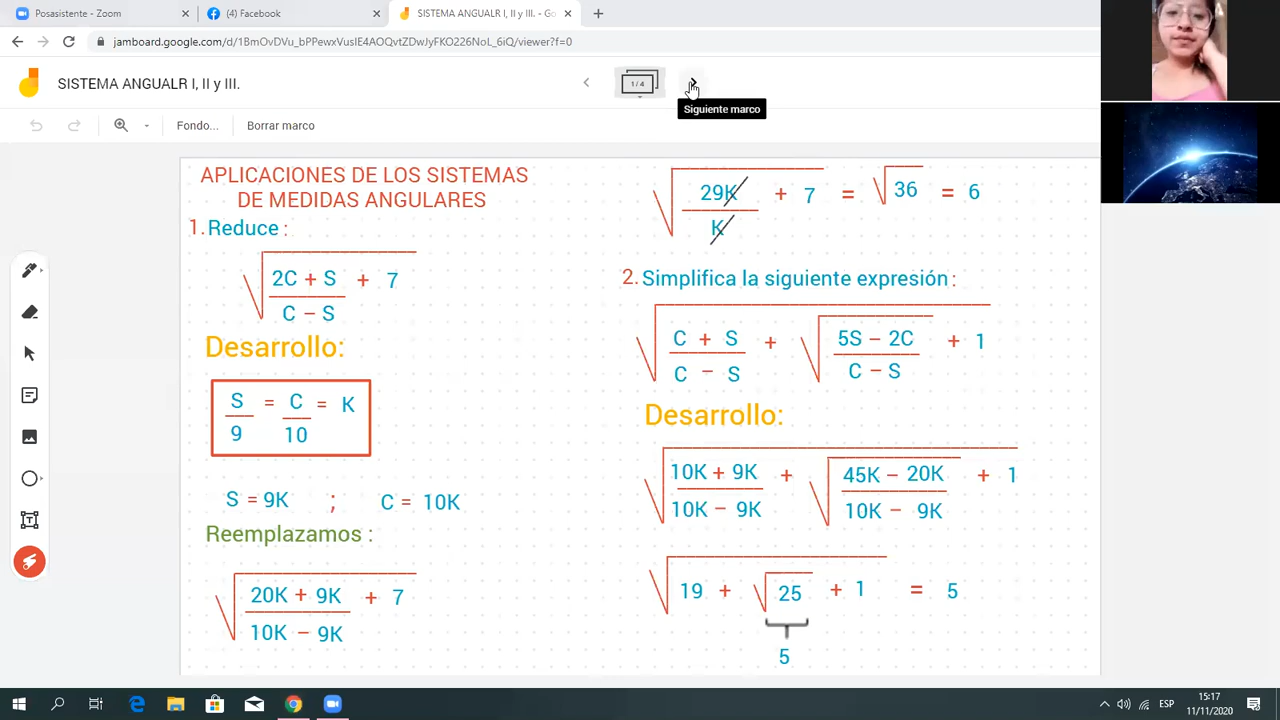 Posasistente - Zoom
(4) Facebook
SISTEMA ANGUALR I, II y III. - Go
jamboard.google.com/d/1BmOvDVu_bPPewxVusIE4AOQvtZDwJyFKO226NoL_6iQ/viewer?f=0
SISTEMA ANGUALR I, II y III.
1 / 4
Siguiente marco
Fondo...
Borrar marco
APLICACIONES DE LOS SISTEMAS
DE MEDIDAS ANGULARES
1. Reduce :
√((2C + S)/(C − S) + 7)
Desarrollo:
S/9 = C/10 = K
S = 9K ; C = 10K
Reemplazamos :
√((20K + 9K)/(10K − 9K) + 7)
√(29K/K + 7) = √36 = 6
2. Simplifica la siguiente expresión :
√((C + S)/(C − S) + √((5S − 2C)/(C − S)) + 1)
Desarrollo:
√((10K + 9K)/(10K − 9K) + √((45K − 20K)/(10K − 9K)) + 1)
√(19 + √25 + 1) = 5
5
ESP
15:17
11/11/2020